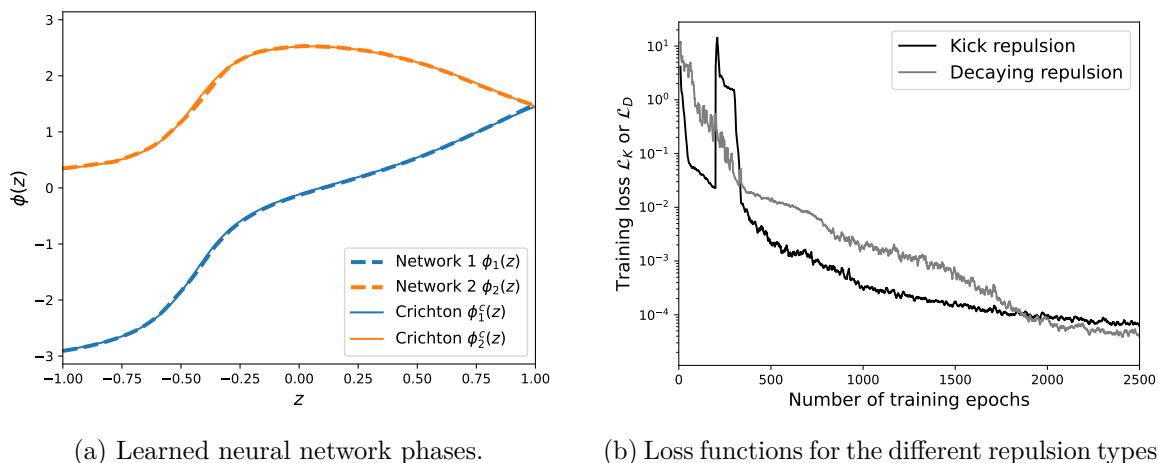 3
2
1
0
−1
−2
−3
ϕ(z)
−1.00 −0.75 −0.50 −0.25 0.00 0.25 0.50 0.75 1.00
z
Network 1 ϕ₁(z)
Network 2 ϕ₂(z)
Crichton ϕ₁ᶜ(z)
Crichton ϕ₂ᶜ(z)
(a) Learned neural network phases.
10¹
10⁰
10⁻¹
10⁻²
10⁻³
10⁻⁴
Training loss ℒ_K or ℒ_D
Kick repulsion
Decaying repulsion
0 500 1000 1500 2000 2500
Number of training epochs
(b) Loss functions for the different repulsion types